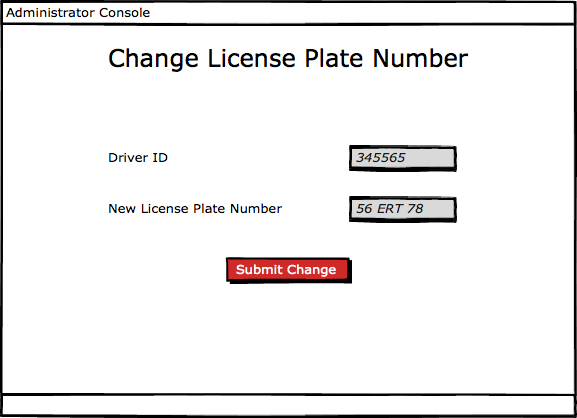 Administrator Console
Change License Plate Number
Driver ID 345565
New License Plate Number 56 ERT 78
Submit Change